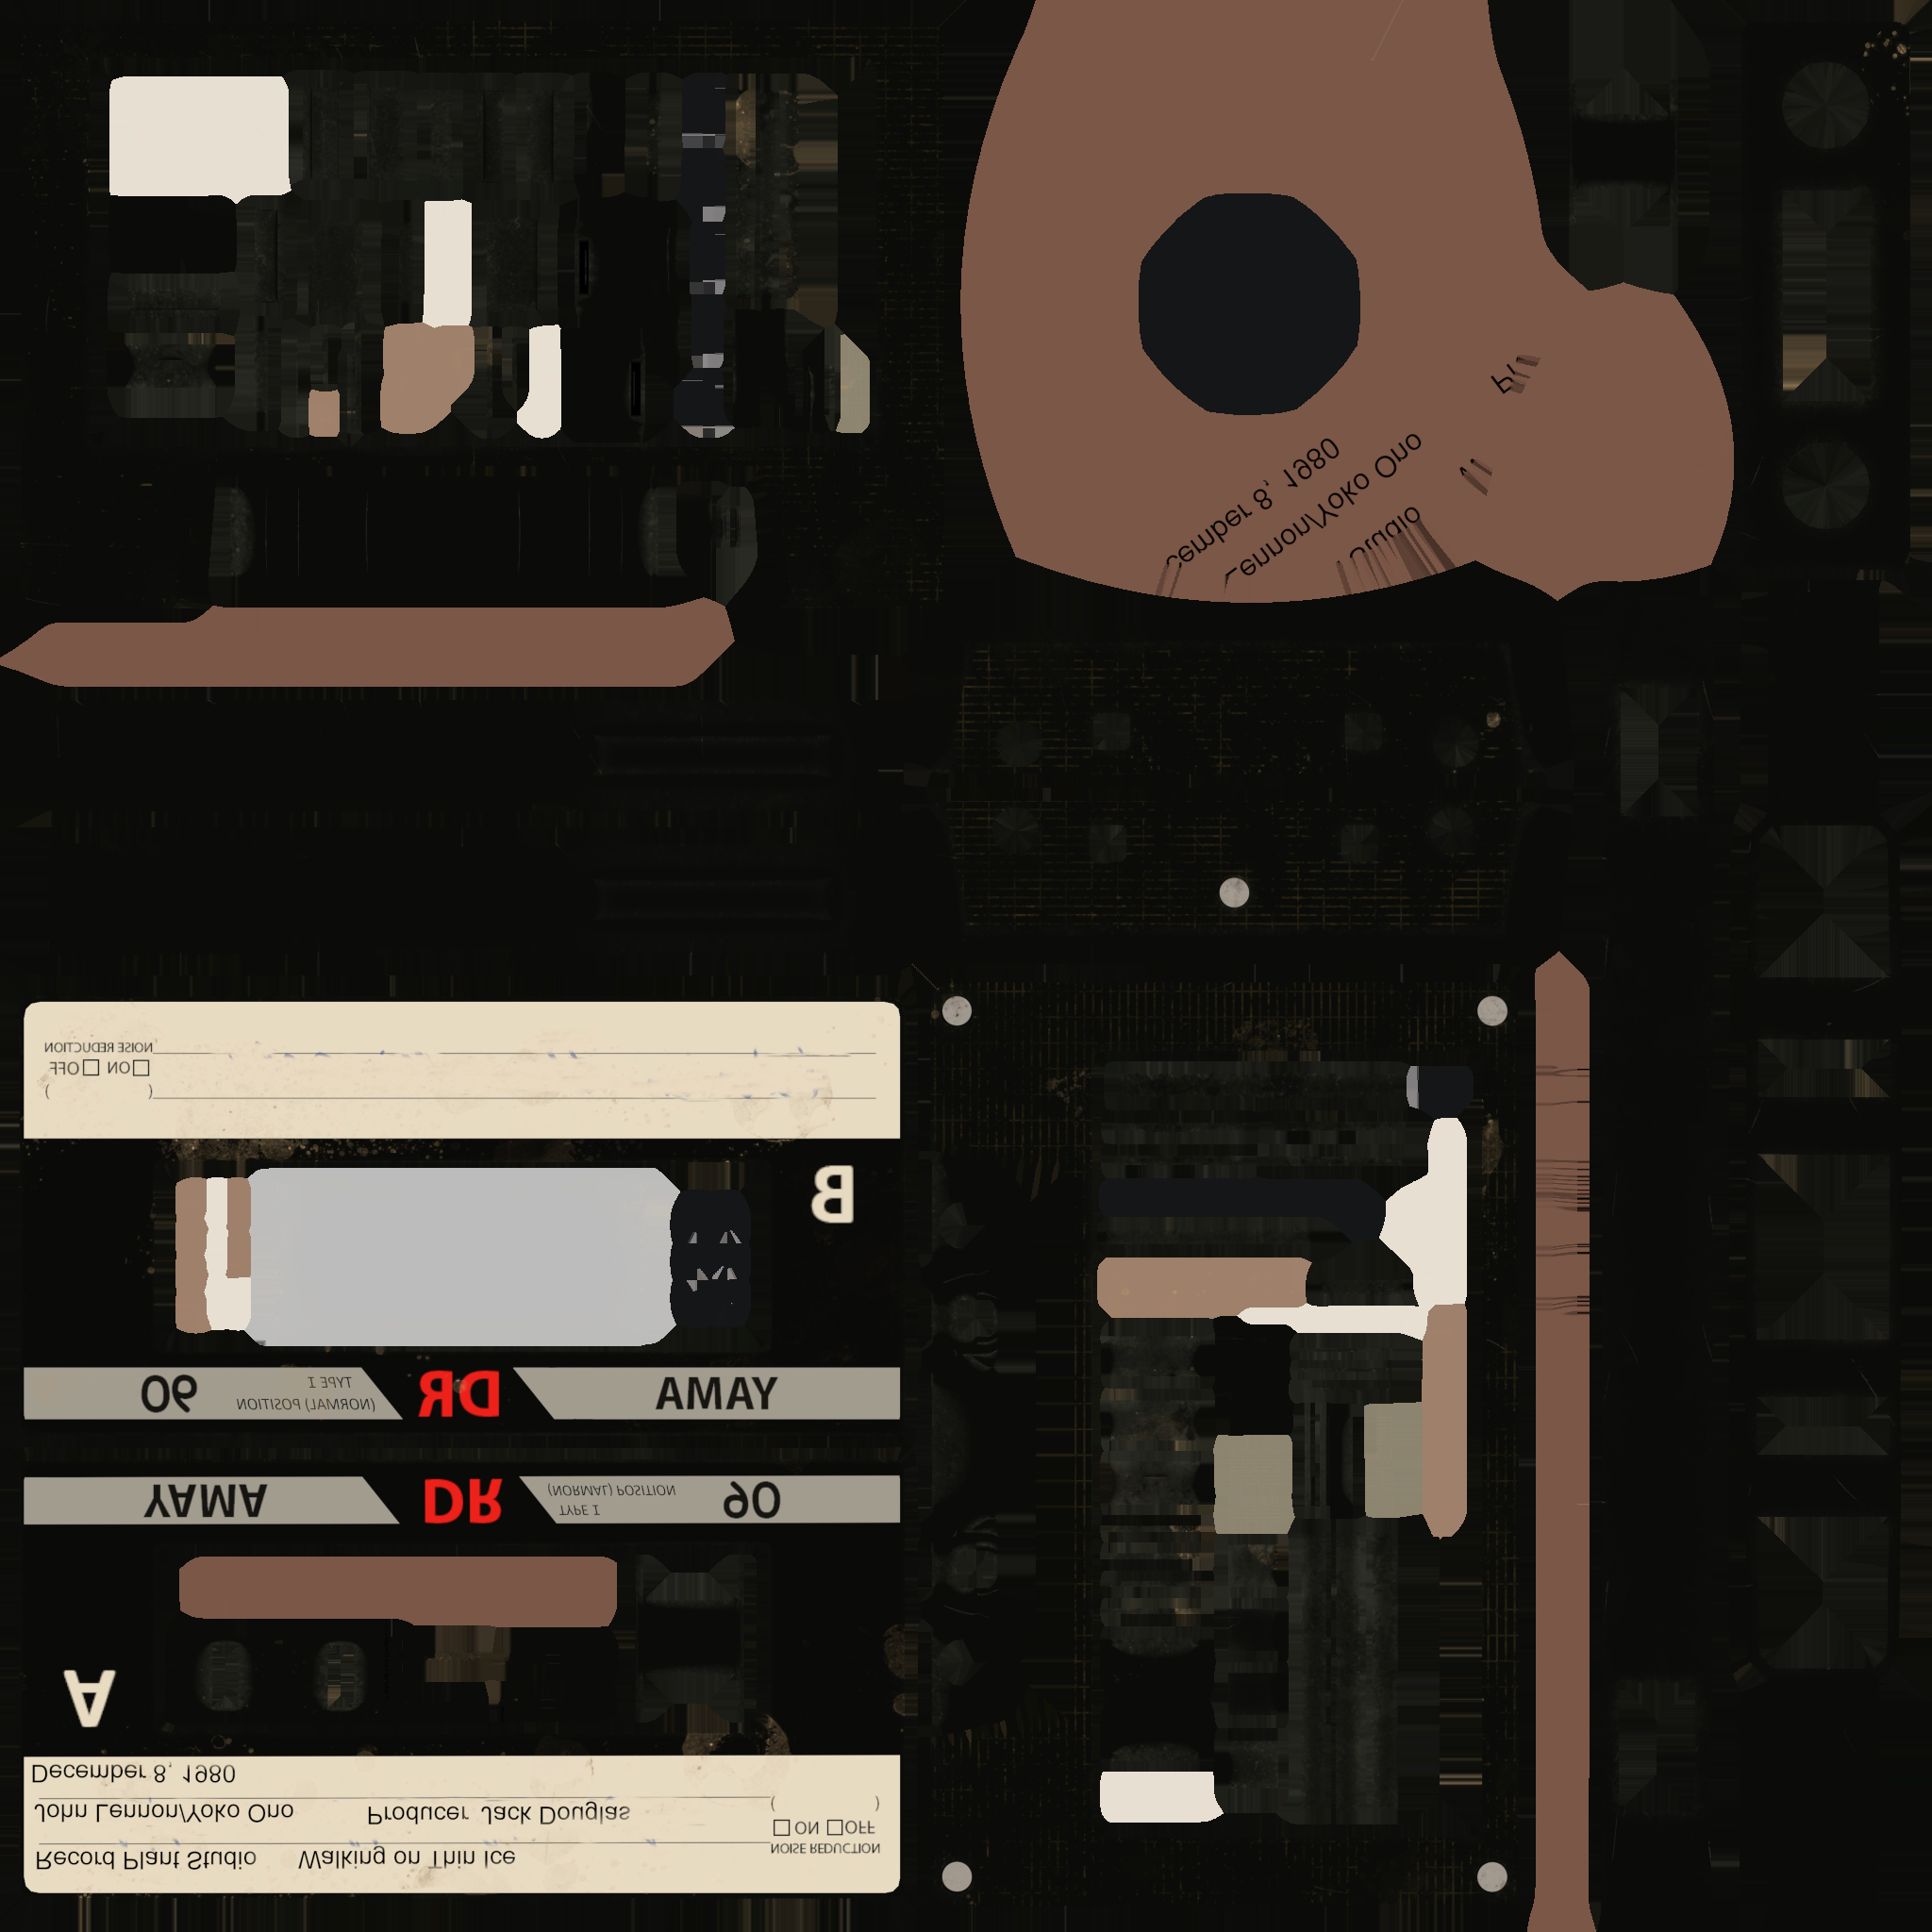 cember 8, 1980
Lennon/Yoko Ono
Studio
NOISE REDUCTION
ON OFF
( )
B
90 TYPE I
(NORMAL) POSITION
DR
YAMA
YAMA
DR
(NORMAL) POSITION
TYPE I
90
A
December 8, 1980
John Lennon/Yoko Ono Producer Jack Douglas
( )
ON OFF
Record Plant Studio Walking on Thin Ice
NOISE REDUCTION